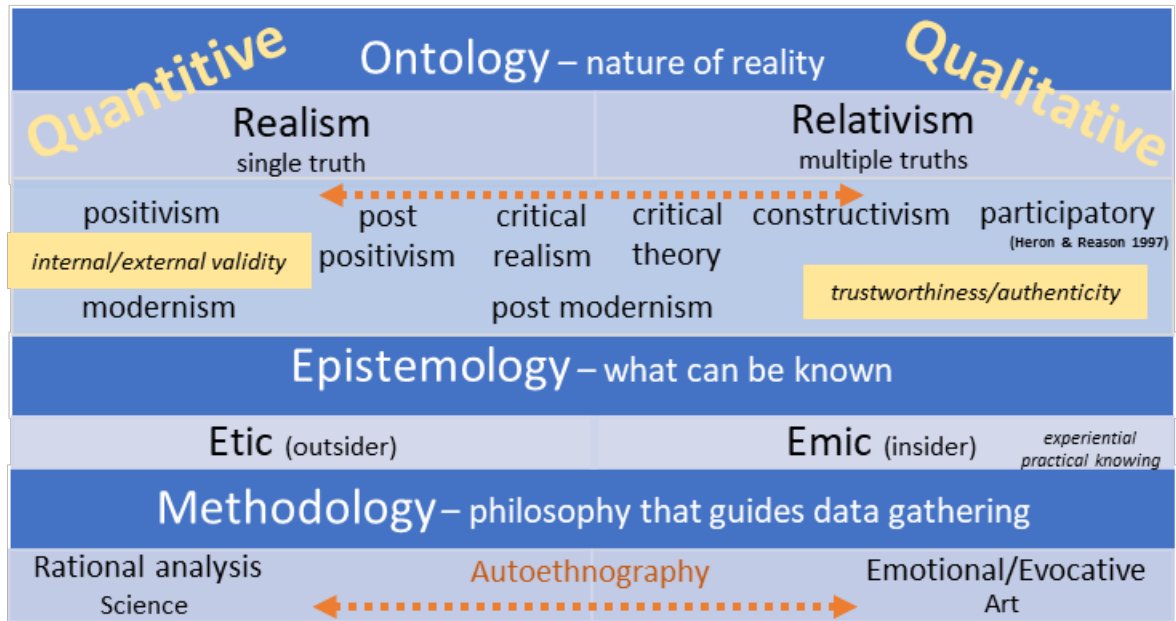 Quantitive
Ontology – nature of reality
Qualitative
Realism
single truth
Relativism
multiple truths
positivism
post
positivism
critical
realism
critical
theory
constructivism
participatory
(Heron & Reason 1997)
internal/external validity
trustworthiness/authenticity
modernism
post modernism
Epistemology – what can be known
Etic (outsider)
Emic (insider)
experiential
practical knowing
Methodology – philosophy that guides data gathering
Rational analysis
Science
Autoethnography
Emotional/Evocative
Art